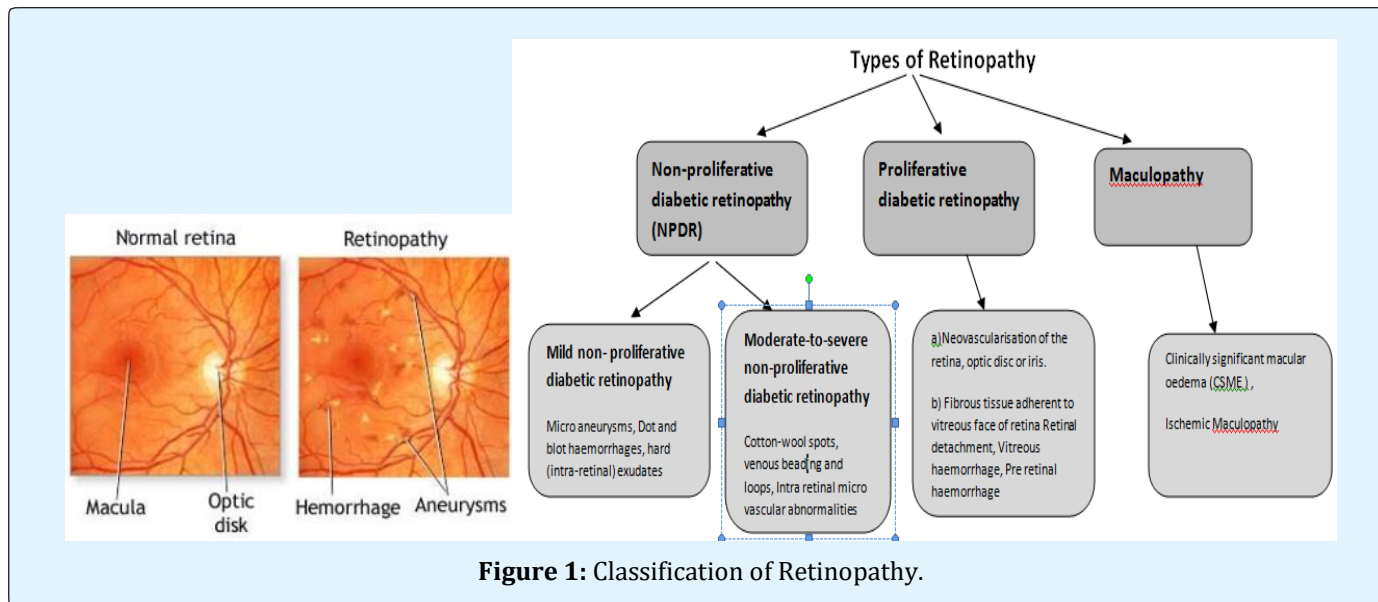 Types of Retinopathy
Non-proliferative
diabetic retinopathy
(NPDR)
Proliferative
diabetic retinopathy
Maculopathy
Normal retina
Retinopathy
Macula
Optic
disk
Hemorrhage
Aneurysms
Mild non- proliferative
diabetic retinopathy
Micro aneurysms, Dot and
blot haemorrhages, hard
(intra-retinal) exudates
Moderate-to-severe
non-proliferative
diabetic retinopathy
Cotton-wool spots,
venous beading and
loops, Intra retinal micro
vascular abnormalities
a)Neovascularisation of the
retina, optic disc or iris.
b) Fibrous tissue adherent to
vitreous face of retina Retinal
detachment, Vitreous
haemorrhage, Pre retinal
haemorrhage
Clinically significant macular
oedema (CSME) ,
Ischemic Maculopathy
Figure 1: Classification of Retinopathy.